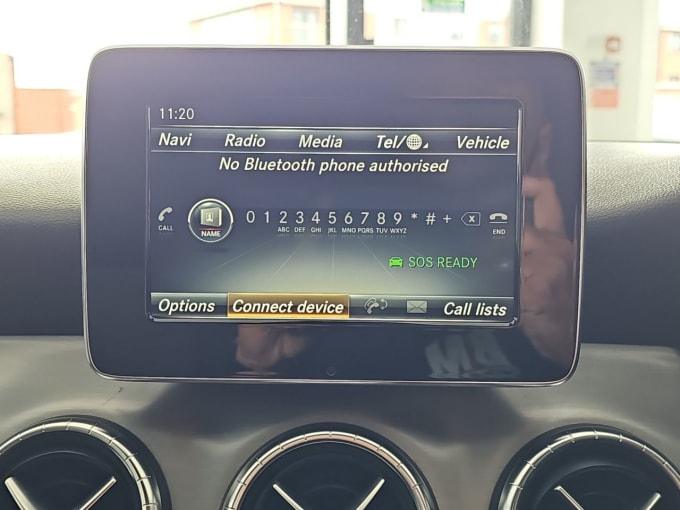 11:20
Navi Radio Media Tel/ Vehicle
No Bluetooth phone authorised
CALL NAME 0 1 2 3 4 5 6 7 8 9 * # + END
ABC DEF GHI JKL MNO PQRS TUV WXYZ
SOS READY
Options Connect device Call lists